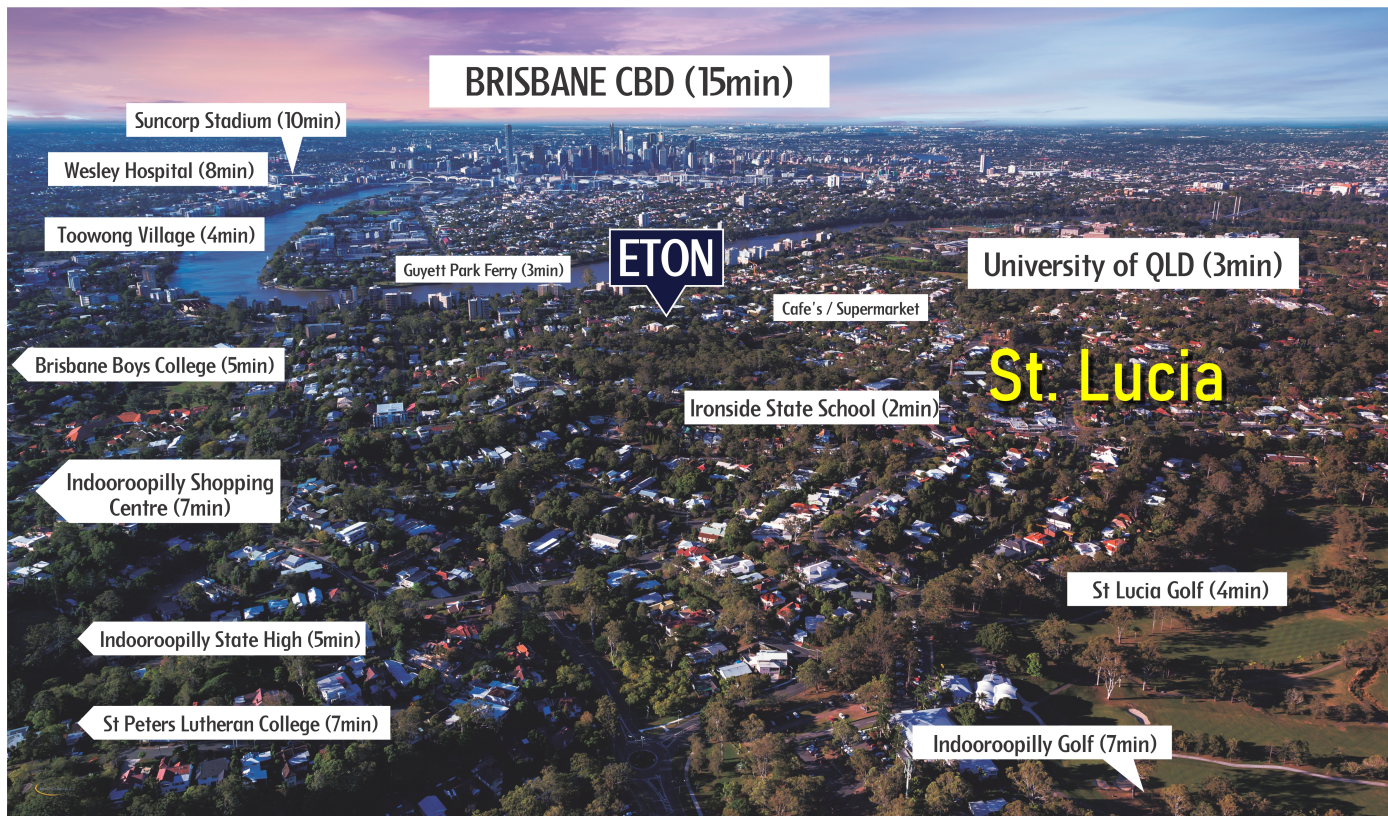 BRISBANE CBD (15min)
Suncorp Stadium (10min)
Wesley Hospital (8min)
Toowong Village (4min)
Guyett Park Ferry (3min)
ETON
University of QLD (3min)
Cafe's / Supermarket
Brisbane Boys College (5min)
St. Lucia
Ironside State School (2min)
Indooroopilly Shopping
Centre (7min)
St Lucia Golf (4min)
Indooroopilly State High (5min)
St Peters Lutheran College (7min)
Indooroopilly Golf (7min)